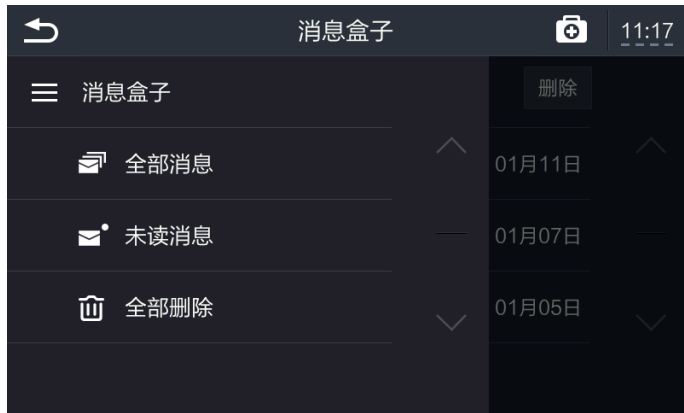 消息盒子
11:17
消息盒子
删除
全部消息
01月11日
未读消息
01月07日
全部删除
01月05日